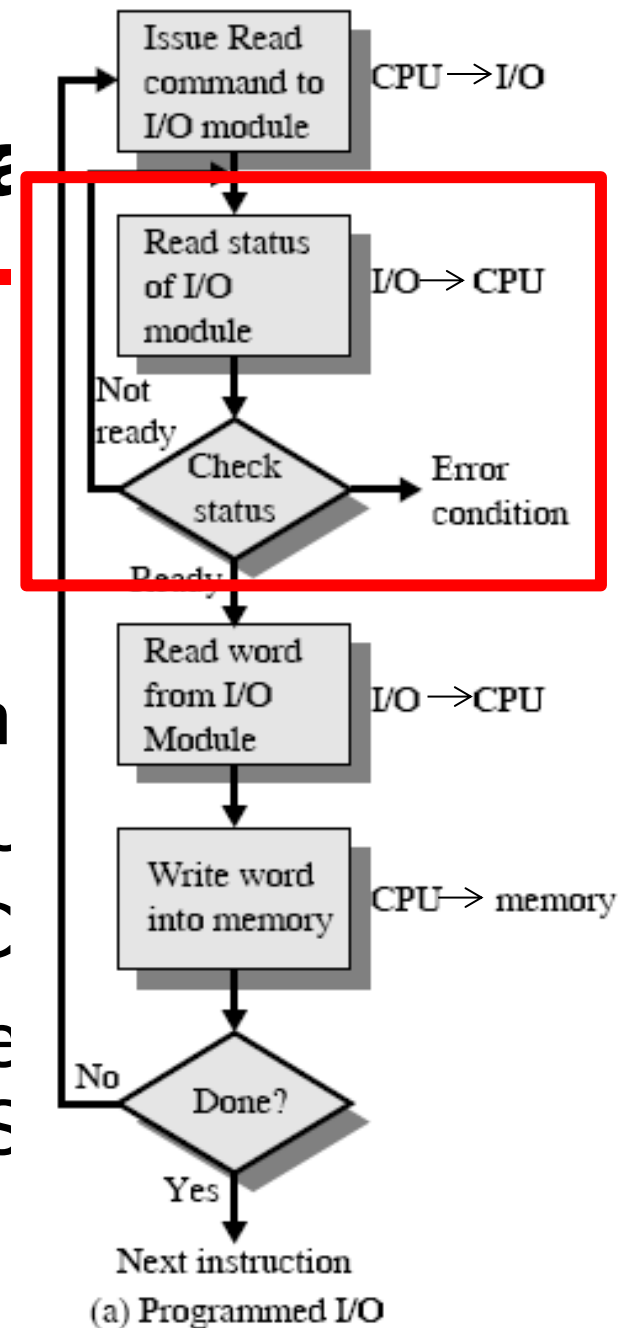 Issue Read
command to
I/O module
CPU → I/O
Read status
of I/O
module
I/O → CPU
Not
ready
Check
status
Error
condition
Ready
Read word
from I/O
Module
I/O → CPU
Write word
into memory
CPU → memory
No
Done?
Yes
Next instruction
(a) Programmed I/O